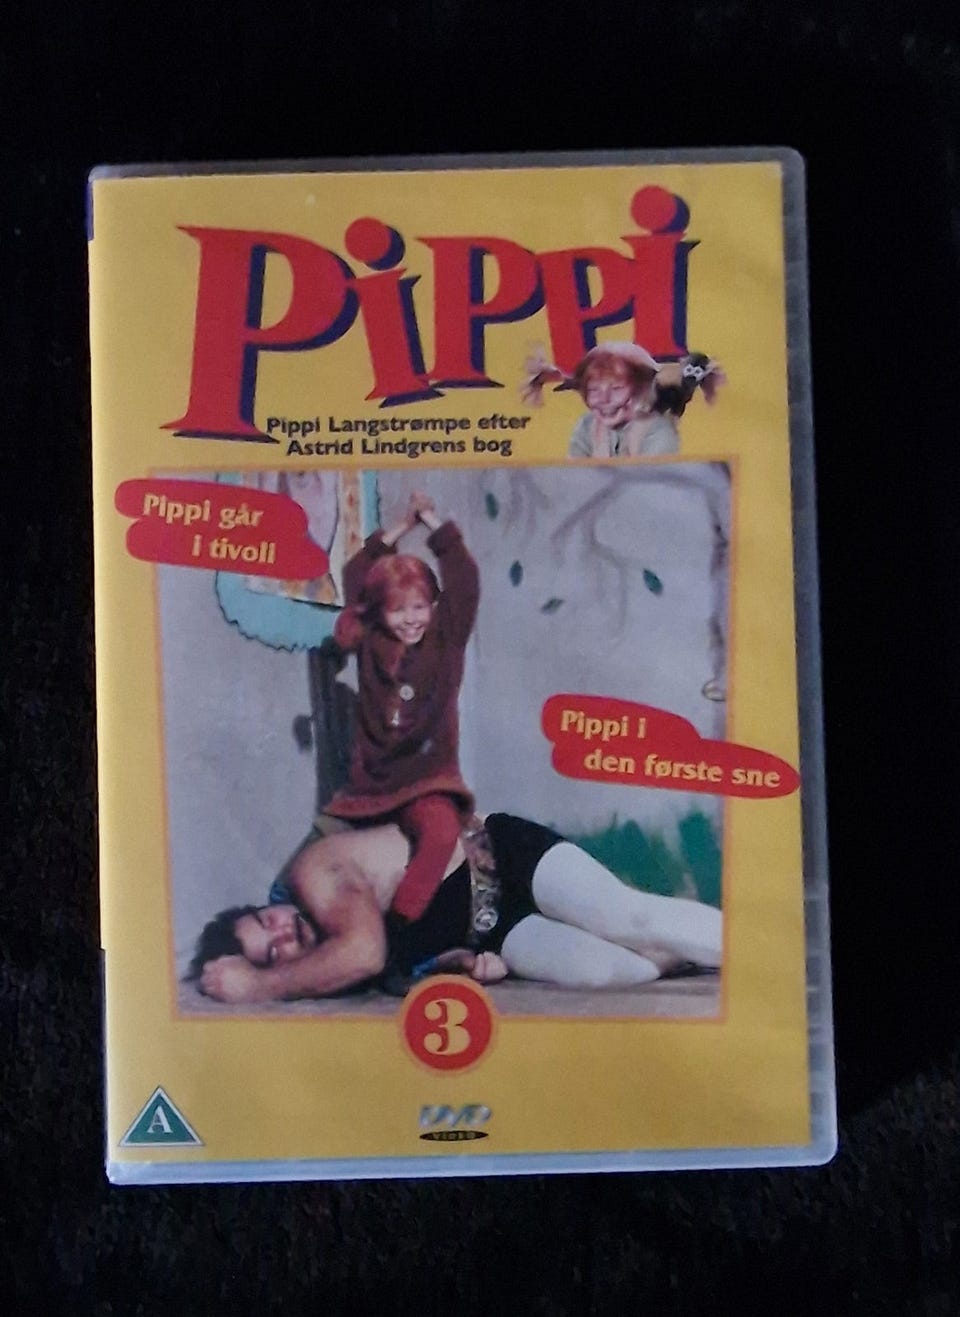 Pippi
Pippi Langstrømpe efter
Astrid Lindgrens bog
Pippi går
i tivoli
Pippi i
den første sne
3
A
DVD
VIDEO